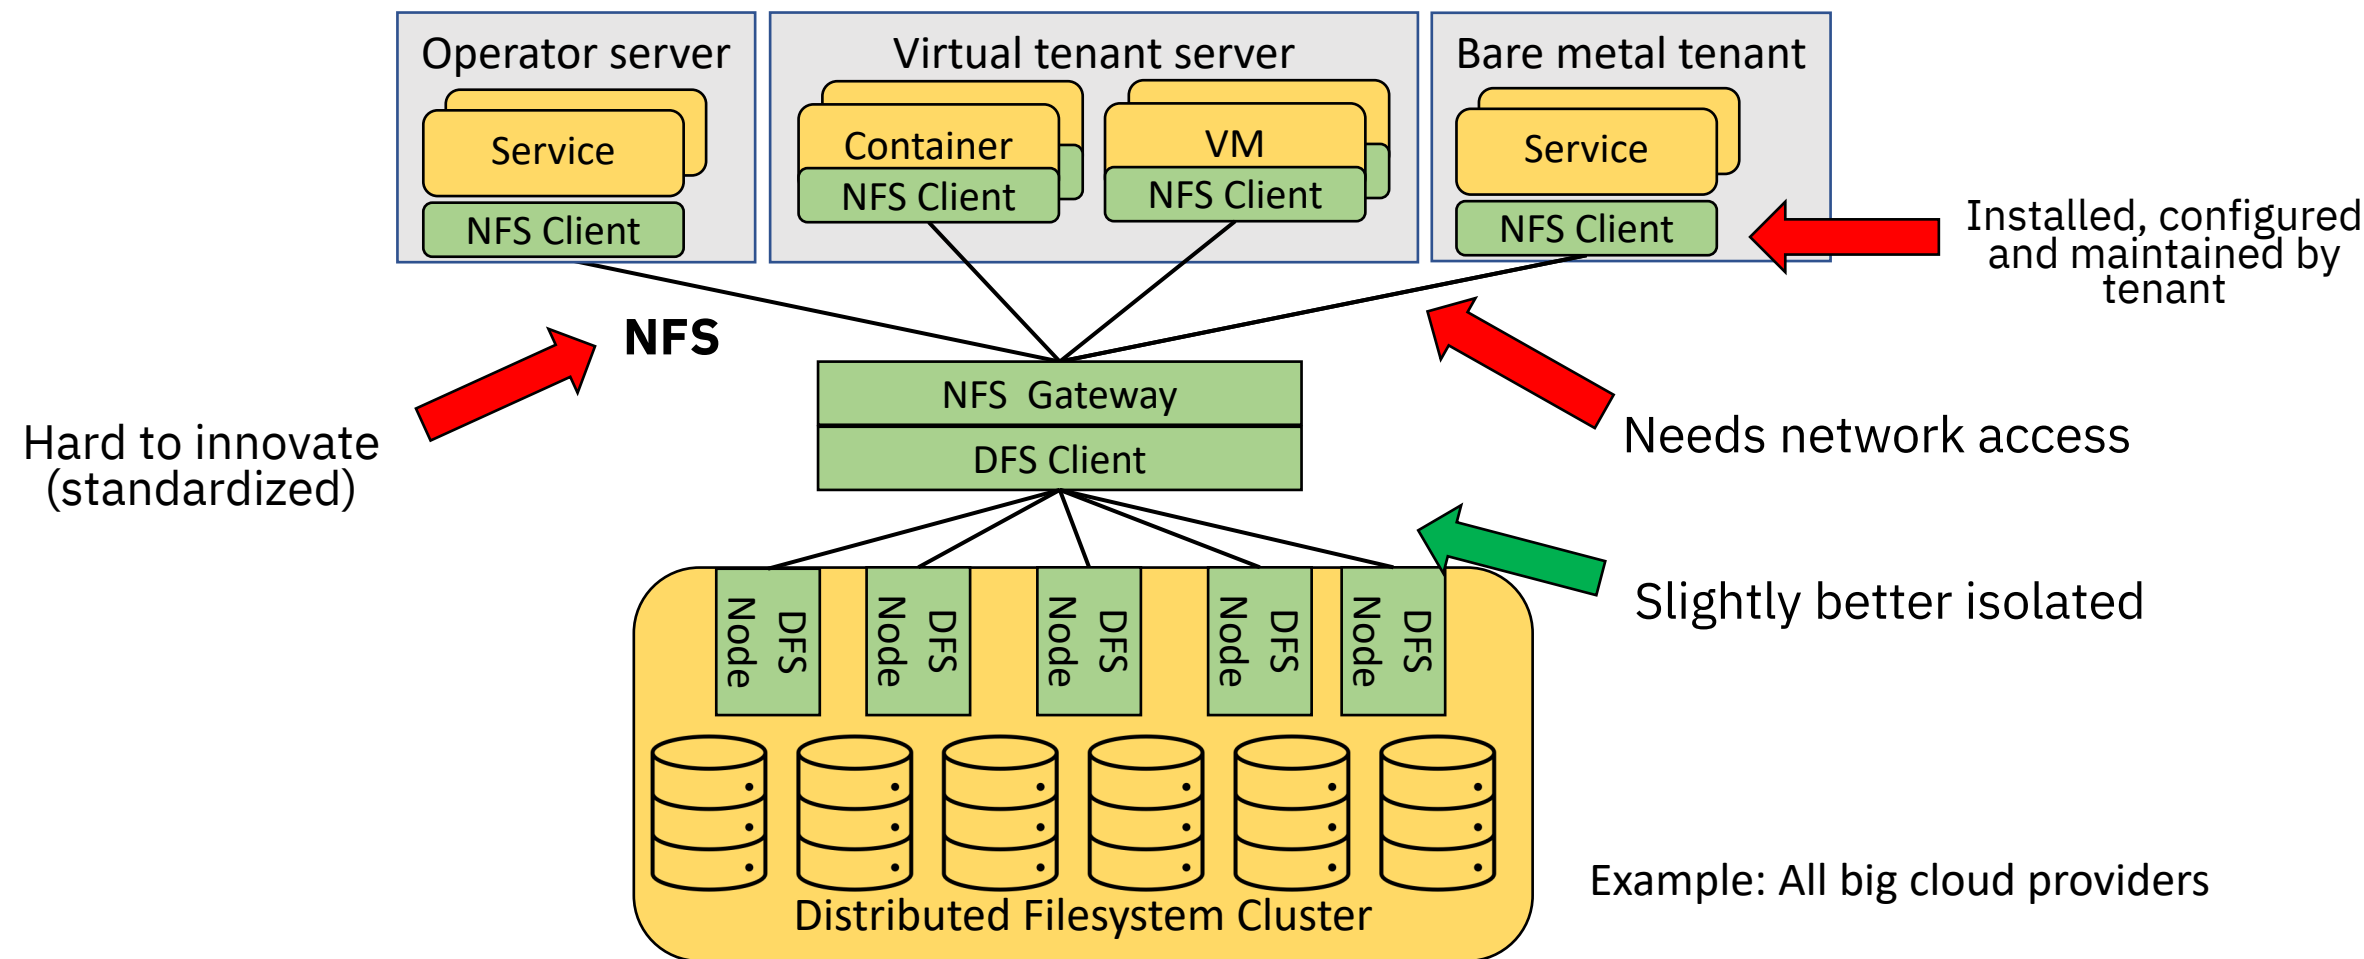 Operator server
Virtual tenant server
Bare metal tenant
Service
Container
VM
Service
NFS Client
NFS Client
NFS Client
NFS Client
Installed, configured
and maintained by
tenant
NFS
Hard to innovate
(standardized)
NFS Gateway
DFS Client
Needs network access
Slightly better isolated
DFS
Node
DFS
Node
DFS
Node
DFS
Node
DFS
Node
Distributed Filesystem Cluster
Example: All big cloud providers